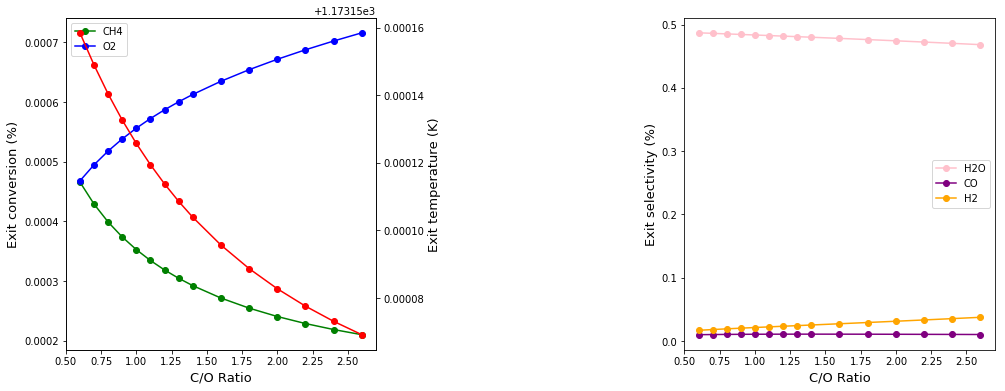 +1.17315e3
CH4
O2
0.0007
0.0006
0.0005
0.0004
0.0003
0.0002
Exit conversion (%)
0.00016
0.00014
0.00012
0.00010
0.00008
Exit temperature (K)
0.50 0.75 1.00 1.25 1.50 1.75 2.00 2.25 2.50
C/O Ratio
0.5
0.4
0.3
0.2
0.1
0.0
Exit selectivity (%)
H2O
CO
H2
0.50 0.75 1.00 1.25 1.50 1.75 2.00 2.25 2.50
C/O Ratio